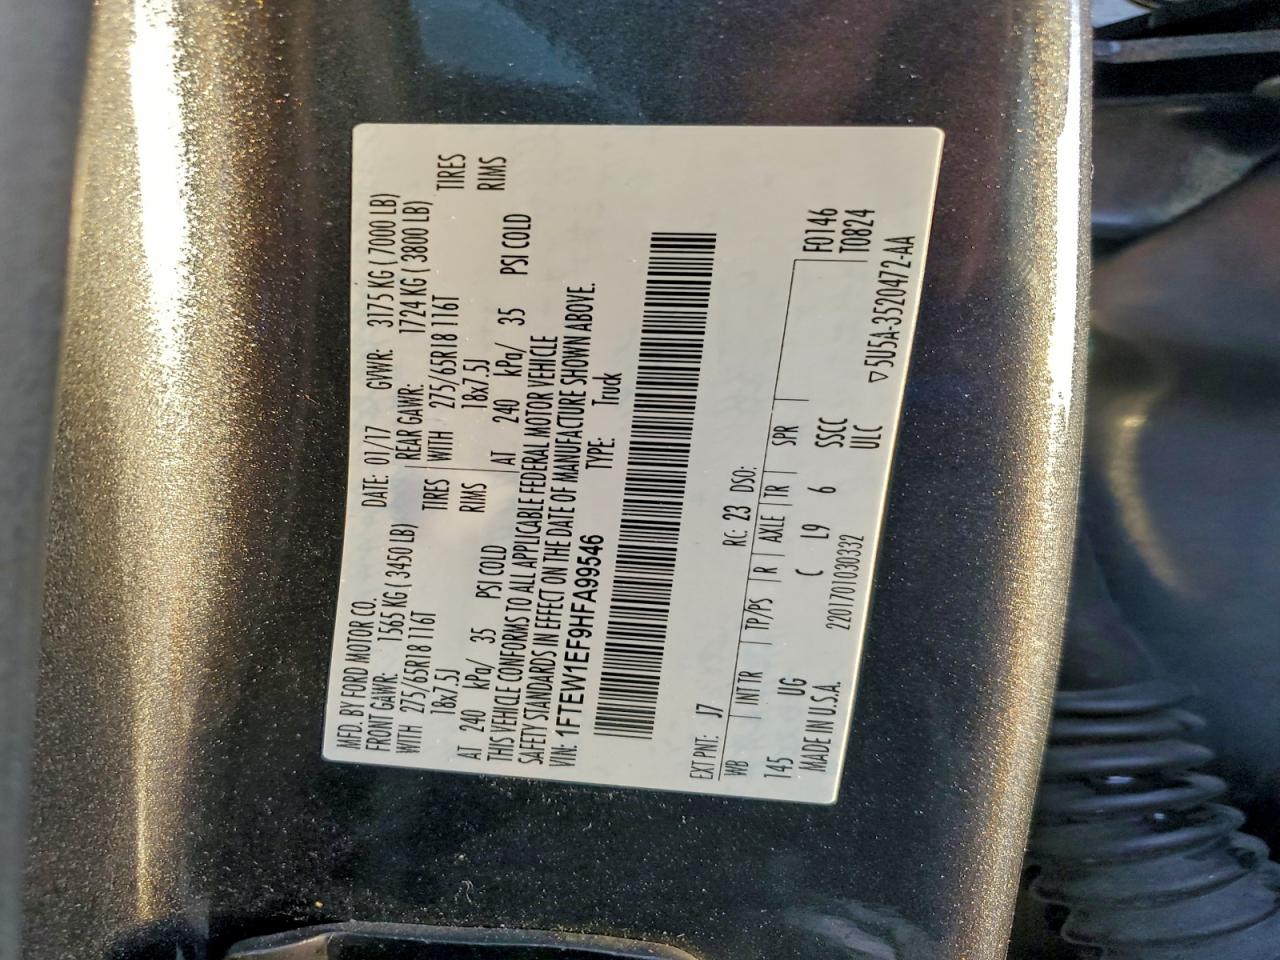 MFD. BY FORD MOTOR CO. DATE: 01/17 GVWR: 3175 KG ( 7000 LB)
FRONT GAWR: 1565 KG ( 3450 LB) REAR GAWR: 1724 KG ( 3800 LB)
WITH 275/65R18 116T TIRES WITH 275/65R18 116T TIRES
18x7.5J RIMS 18x7.5J RIMS
AT 240 kPa/ 35 PSI COLD AT 240 kPa/ 35 PSI COLD
THIS VEHICLE CONFORMS TO ALL APPLICABLE FEDERAL MOTOR VEHICLE
SAFETY STANDARDS IN EFFECT ON THE DATE OF MANUFACTURE SHOWN ABOVE.
VIN: 1FTEW1EF9HFA99546 TYPE: Truck
EXT PNT: J7 RC: 23 DSO: F0146
WB INT TR TP/PS R AXLE TR SPR T0824
145 UG C L9 6 SSCC
MADE IN U.S.A. 2201701030332 ULC
▽5U5A-3520472-AA